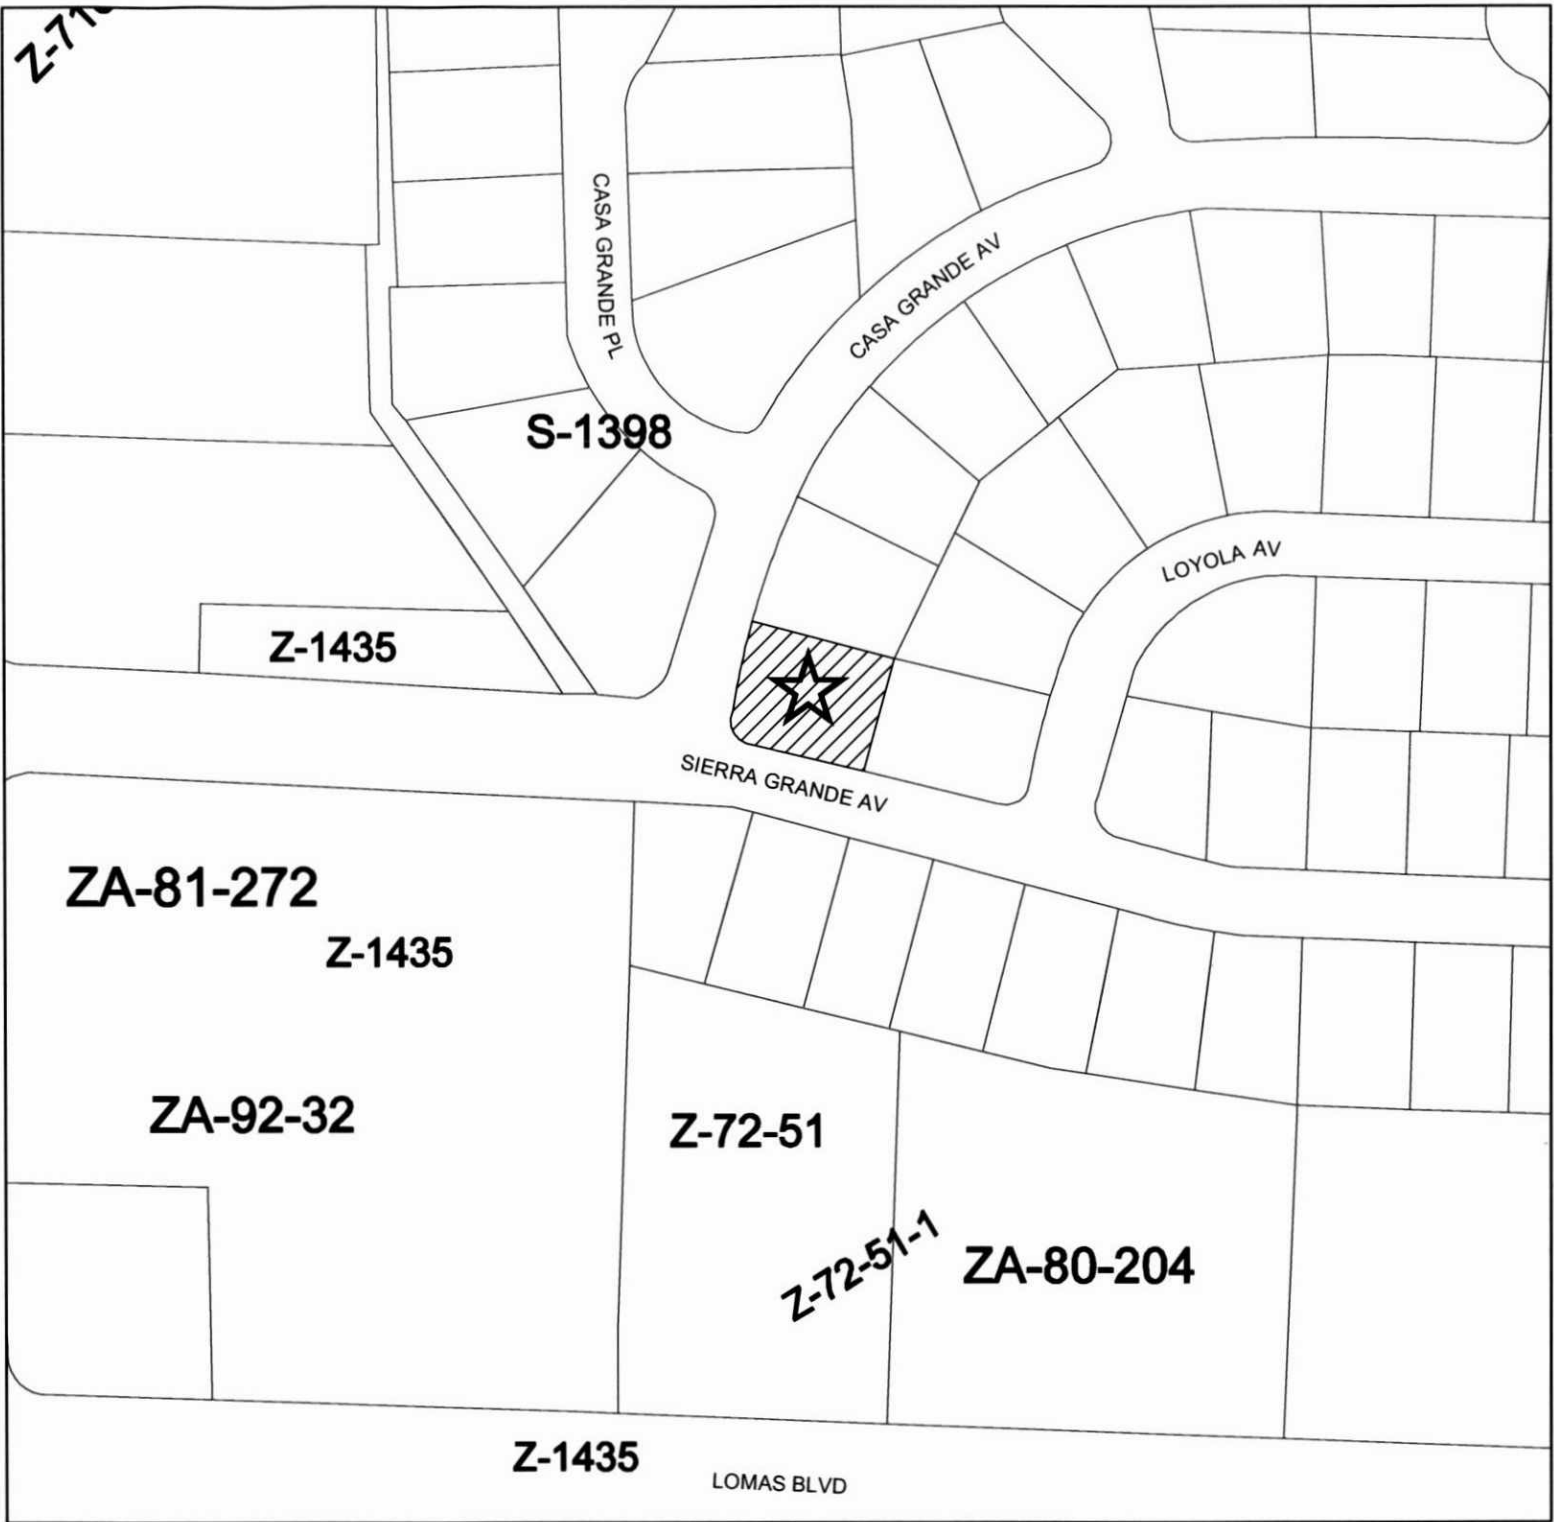 Z-71
CASA GRANDE PL
CASA GRANDE AV
S-1398
LOYOLA AV
Z-1435
SIERRA GRANDE AV
ZA-81-272
Z-1435
ZA-92-32
Z-72-51
Z-72-51-1
ZA-80-204
Z-1435
LOMAS BLVD